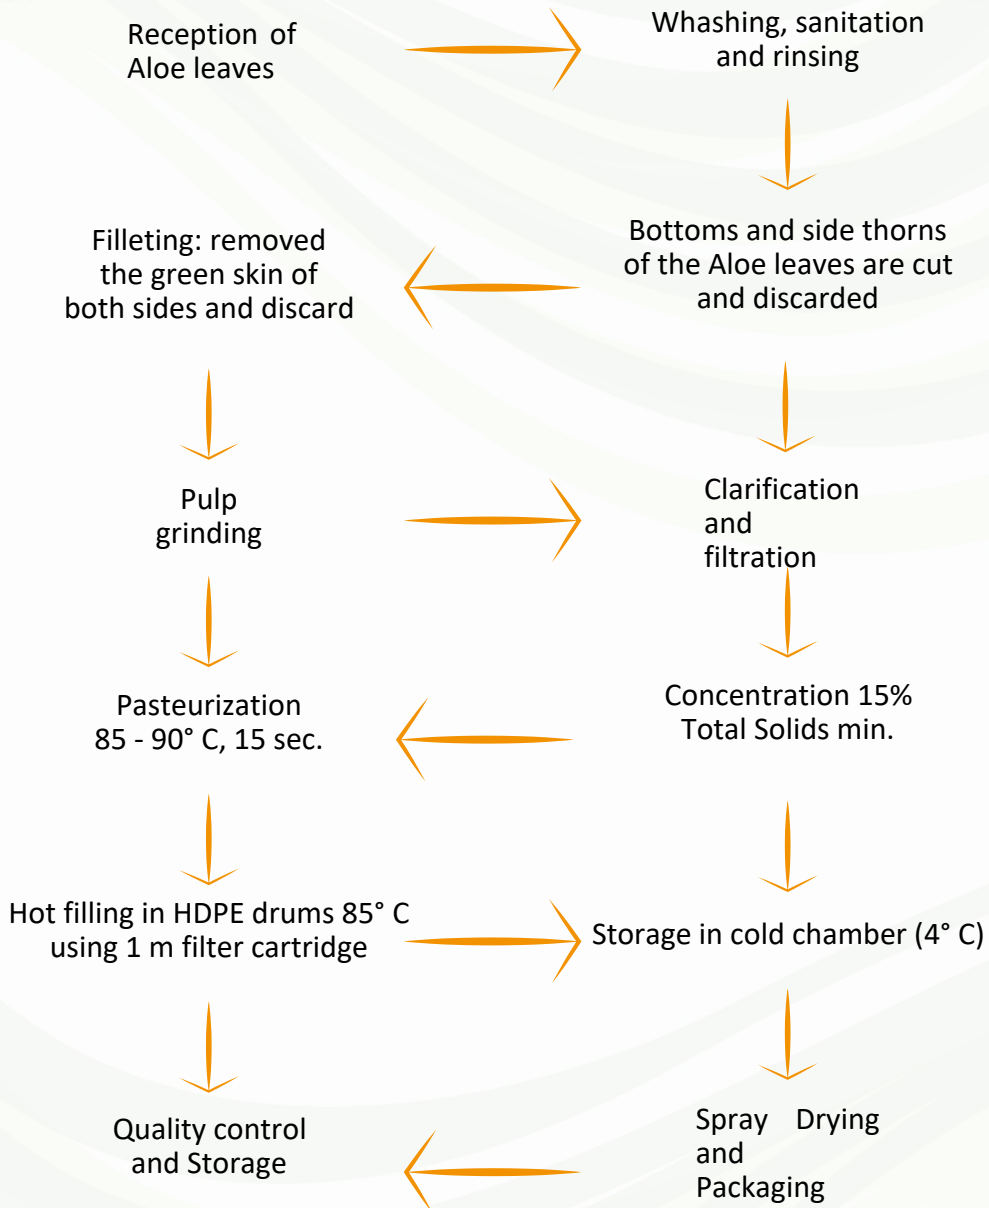 Reception of
Aloe leaves
Whashing, sanitation
and rinsing
Filleting: removed
the green skin of
both sides and discard
Bottoms and side thorns
of the Aloe leaves are cut
and discarded
Pulp
grinding
Clarification
and
filtration
Pasteurization
85 - 90° C, 15 sec.
Concentration 15%
Total Solids min.
Hot filling in HDPE drums 85° C
using 1 m filter cartridge
Storage in cold chamber (4° C)
Quality control
and Storage
Spray Drying
and
Packaging